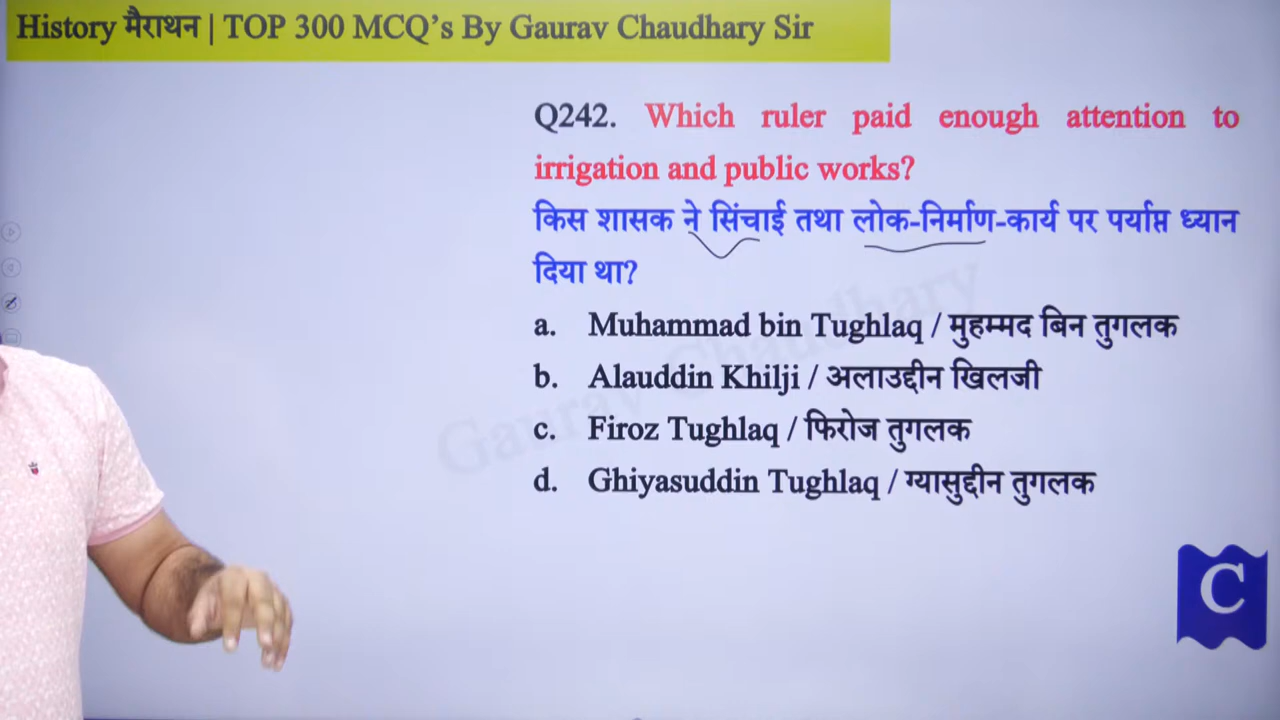 History मैराथन | TOP 300 MCQ’s By Gaurav Chaudhary Sir
Q242. Which ruler paid enough attention to
irrigation and public works?
किस शासक ने सिंचाई तथा लोक-निर्माण-कार्य पर पर्याप्त ध्यान
दिया था?
a. Muhammad bin Tughlaq / मुहम्मद बिन तुगलक
b. Alauddin Khilji / अलाउद्दीन खिलजी
c. Firoz Tughlaq / फिरोज तुगलक
d. Ghiyasuddin Tughlaq / ग्यासुद्दीन तुगलक
Gaurav Chaudhary
C